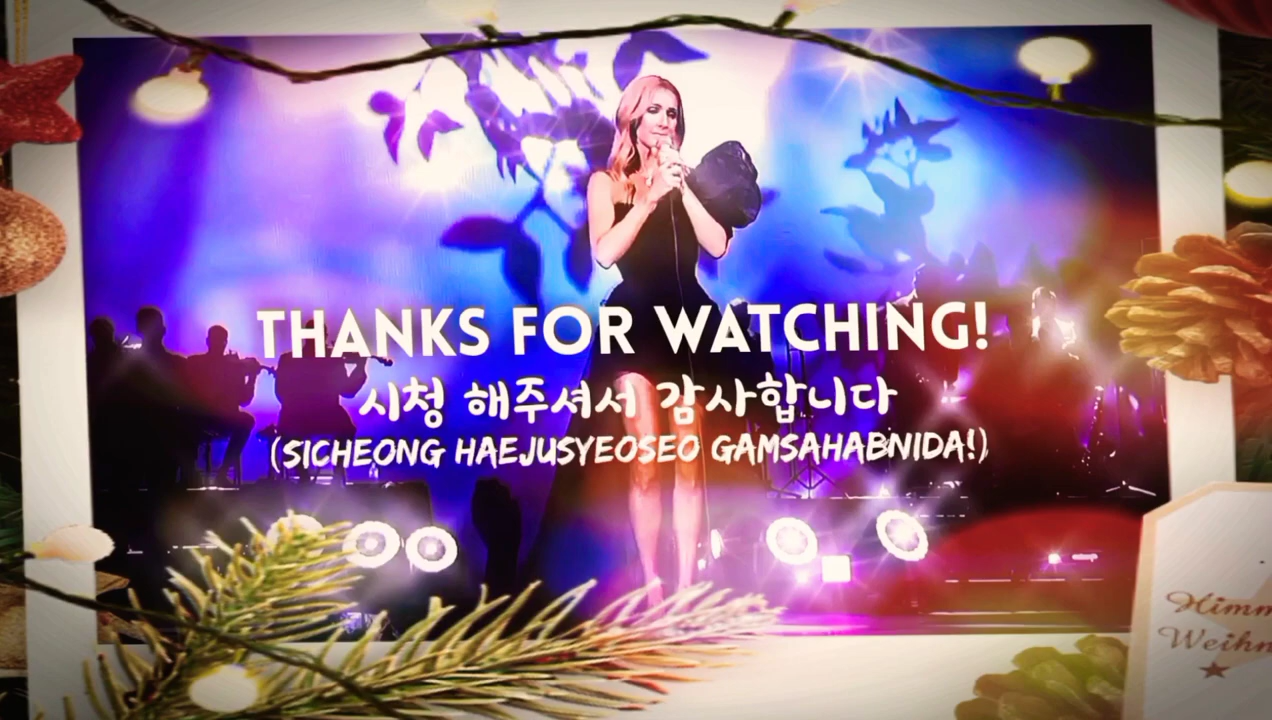 THANKS FOR WATCHING!
시청 해주셔서 감사합니다
(SICHEONG HAEJUSYEOSEO GAMSAHABNIDA!)